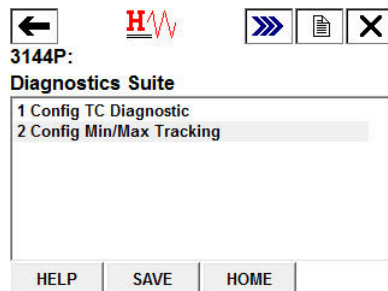 H
3144P:
Diagnostics Suite
1 Config TC Diagnostic
2 Config Min/Max Tracking
HELP SAVE HOME